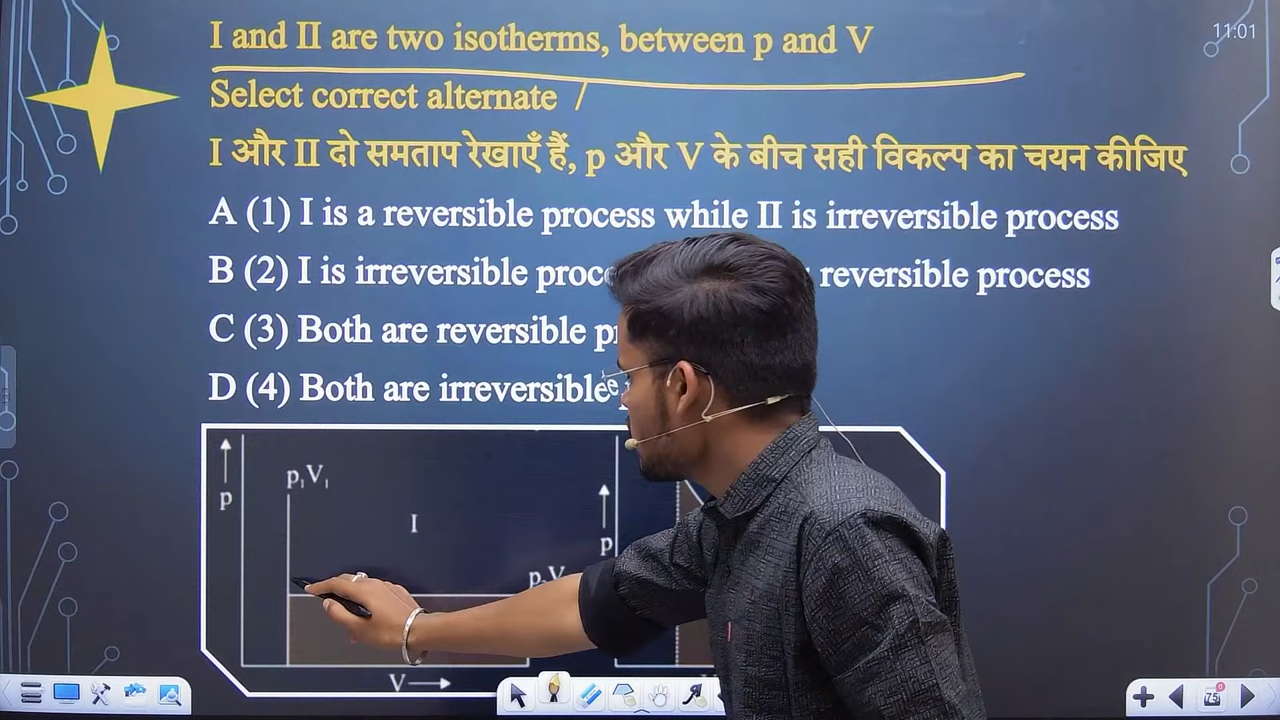 11:01
I and II are two isotherms, between p and V
Select correct alternate
I और II दो समताप रेखाएँ हैं, p और V के बीच सही विकल्प का चयन कीजिए
A (1) I is a reversible process while II is irreversible process
B (2) I is irreversible reversible process
C (3) Both are reversible
D (4) Both are irreversible
p₁V₁
p
I
p
V
75